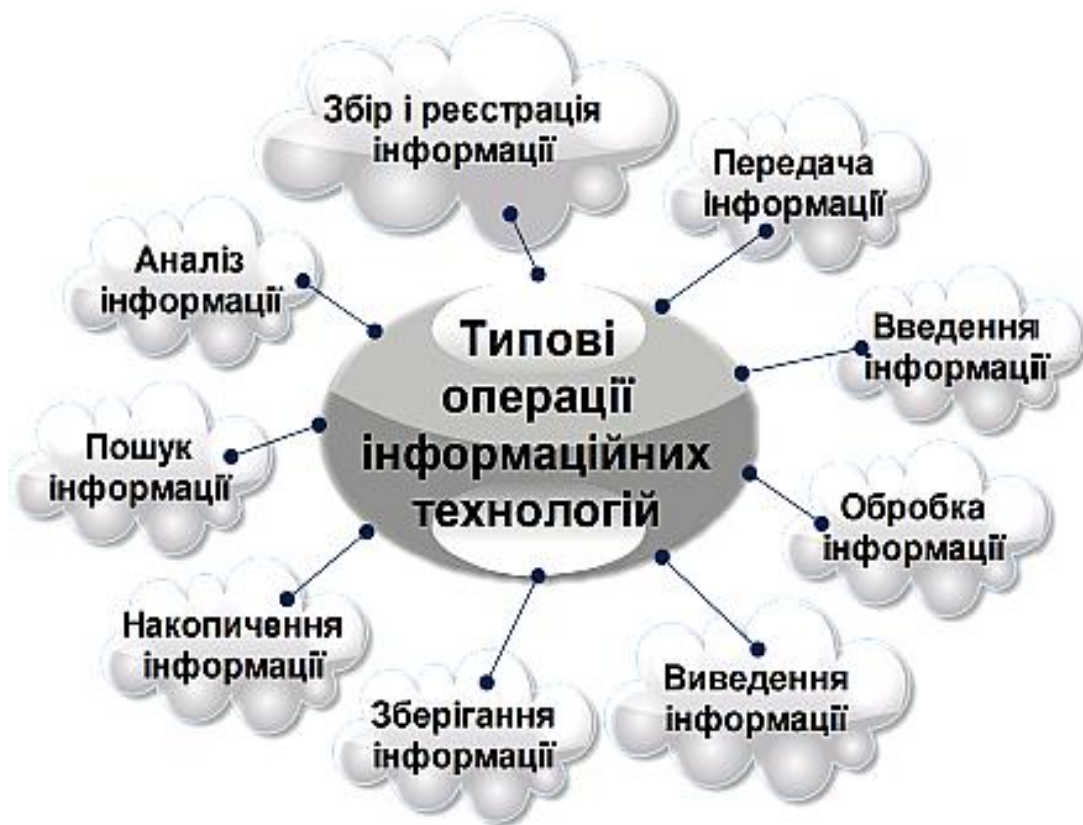 Збір і реєстрація
інформації
Передача
інформації
Введення
інформації
Обробка
інформації
Виведення
інформації
Зберігання
інформації
Накопичення
інформації
Пошук
інформації
Аналіз
інформації
Типові
операції
інформаційних
технологій